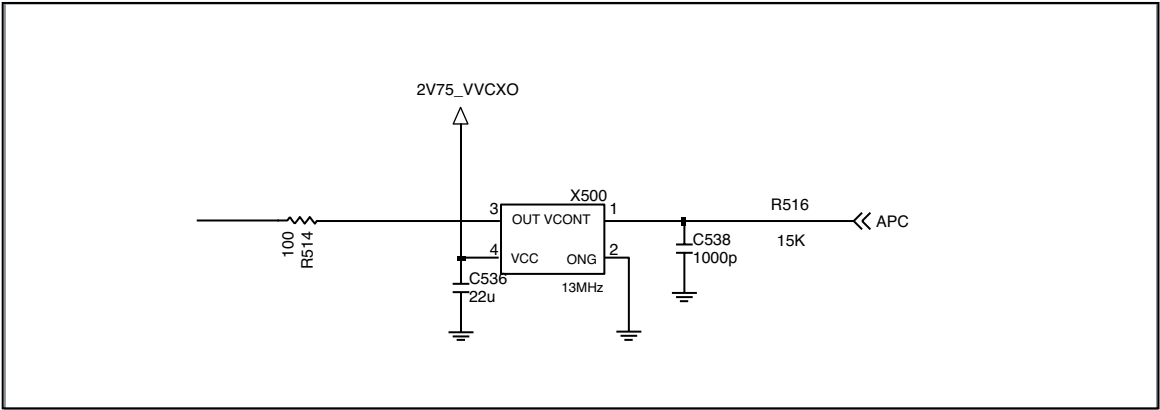 2V75_VVCXO
X500
3
OUT VCONT
1
R516
APC
100
R514
4
VCC
ONG
2
C538
1000p
15K
C536
22u
13MHz